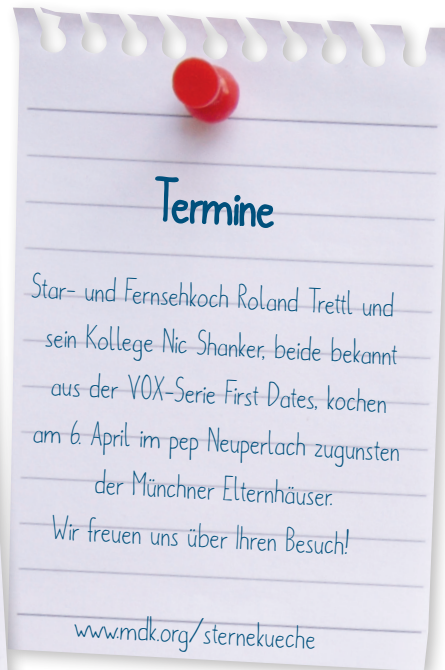 Termine
Star- und Fernsehkoch Roland Trettl und
sein Kollege Nic Shanker, beide bekannt
aus der VOX-Serie First Dates, kochen
am 6. April im pep Neuperlach zugunsten
der Münchner Elternhäuser.
Wir freuen uns über Ihren Besuch!
www.mdk.org/sternekueche